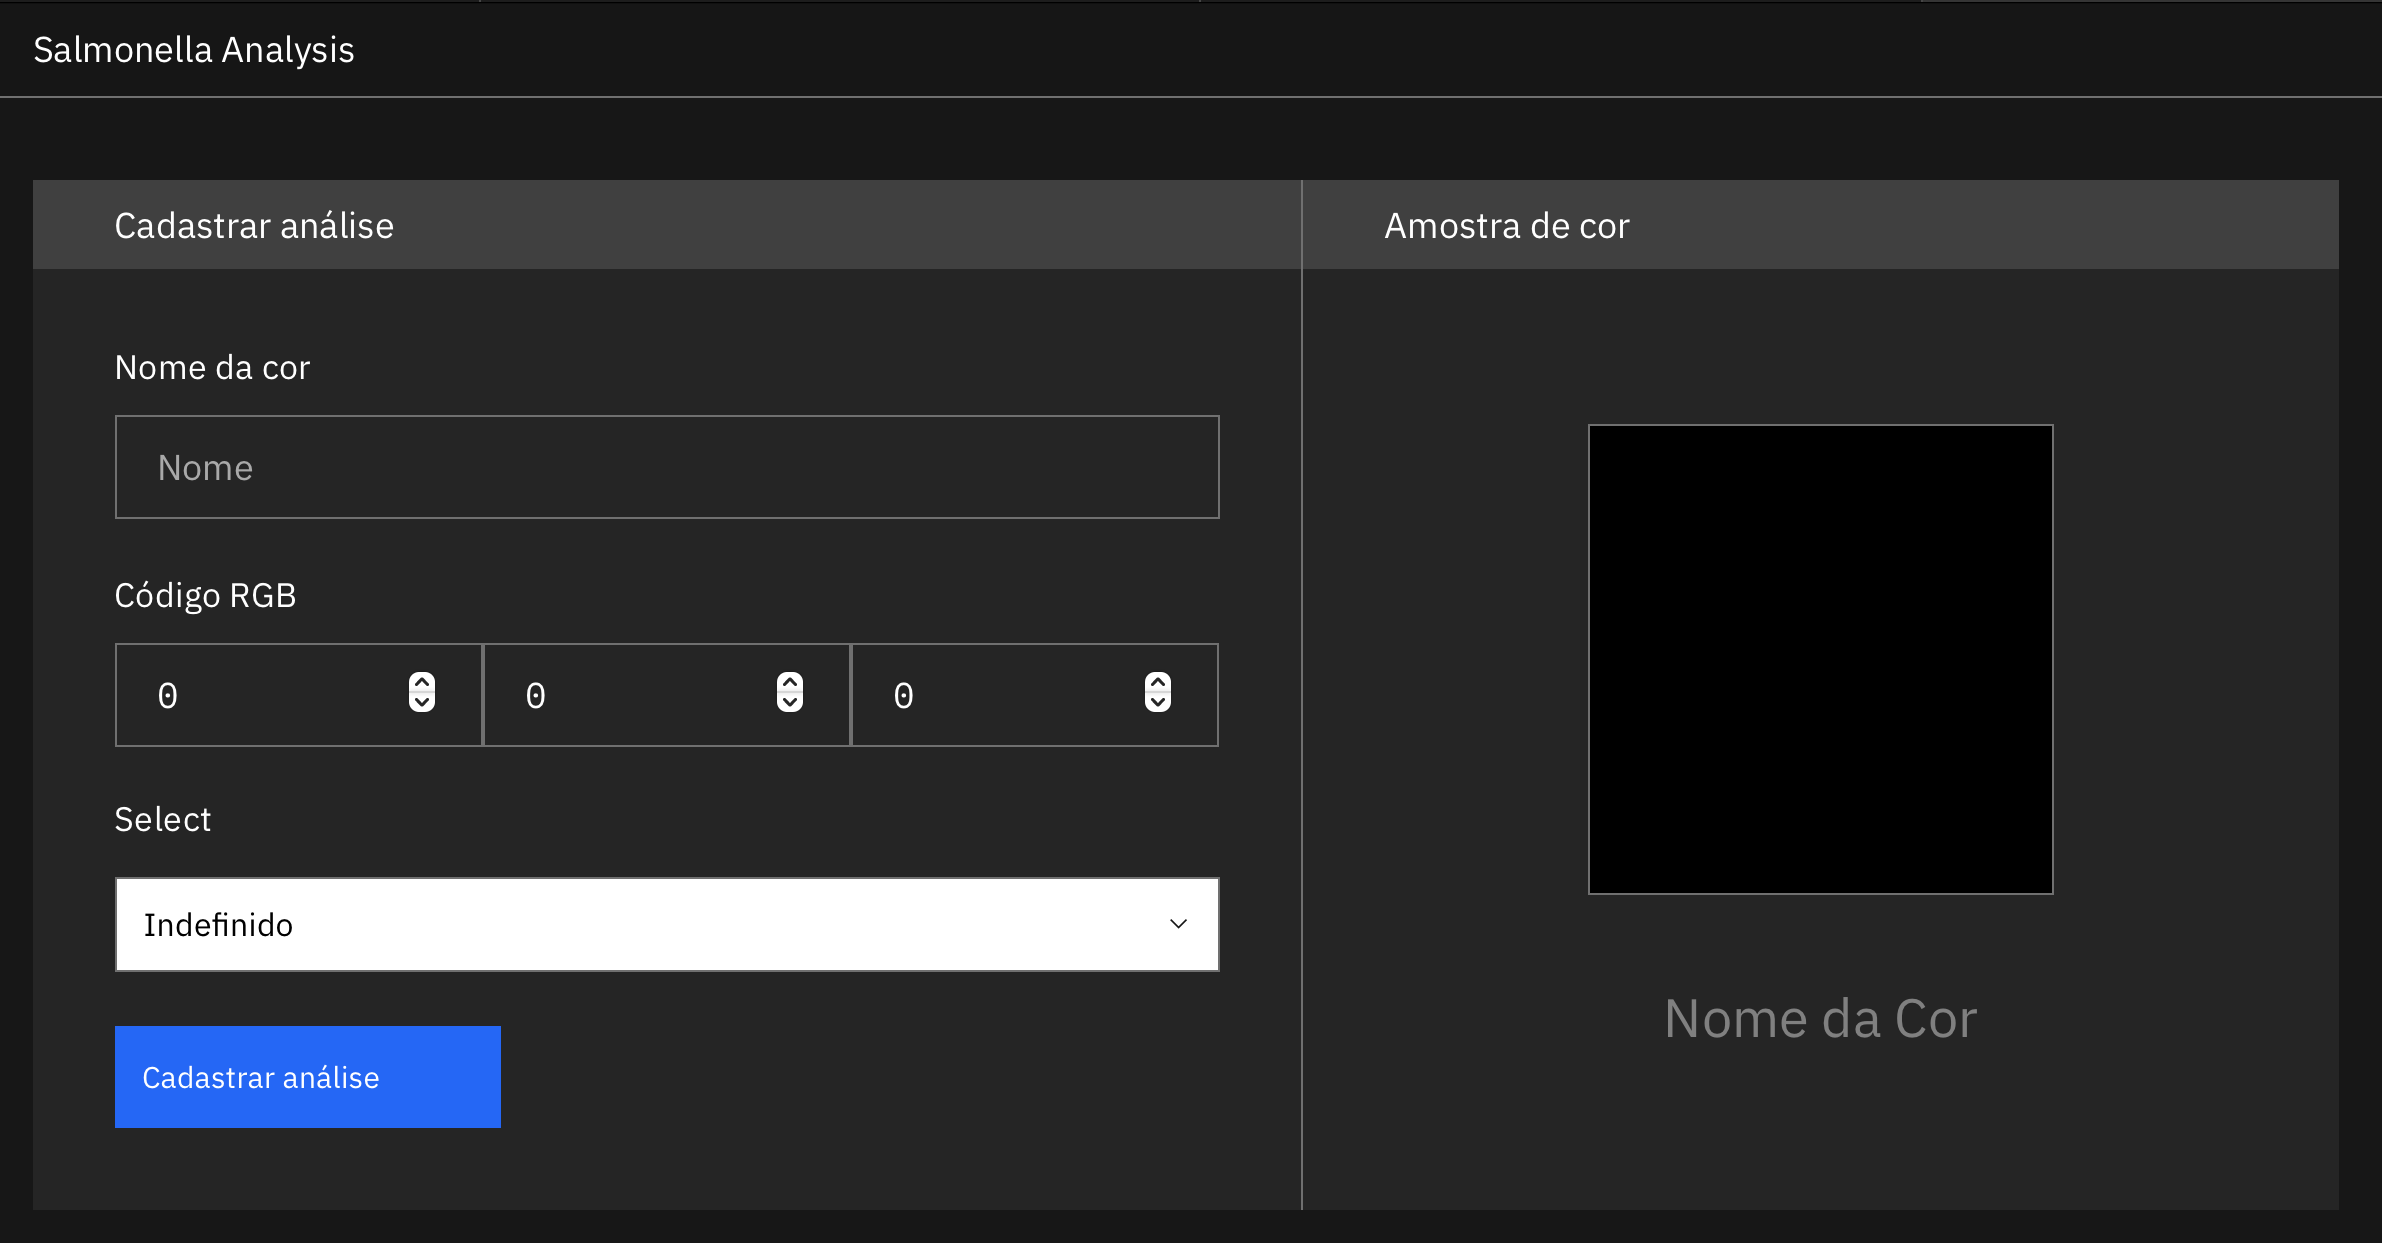 Salmonella Analysis
Cadastrar análise
Nome da cor
Nome
Código RGB
0 0 0
Select
Indefinido
Cadastrar análise
Amostra de cor
Nome da Cor